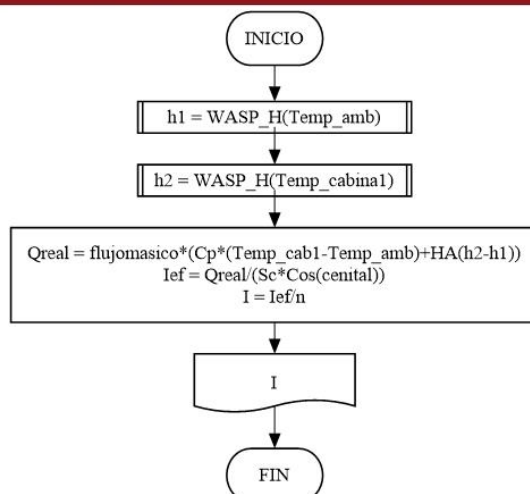 INICIO
h1 = WASP_H(Temp_amb)
h2 = WASP_H(Temp_cabina1)
Qreal = flujomasico*(Cp*(Temp_cab1-Temp_amb)+HA(h2-h1))
Ief = Qreal/(Sc*Cos(cenital))
I = Ief/n
I
FIN